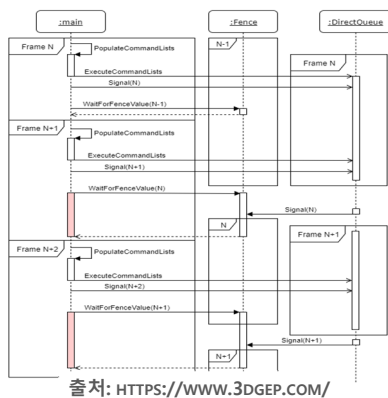 :main
:Fence
:DirectQueue
Frame N
PopulateCommandLists
N-1
Frame N
ExecuteCommandLists
Signal(N)
WaitForFenceValue(N-1)
Frame N+1
PopulateCommandLists
ExecuteCommandLists
Signal(N+1)
WaitForFenceValue(N)
Signal(N)
N
Frame N+1
Frame N+2
PopulateCommandLists
ExecuteCommandLists
Signal(N+2)
WaitForFenceValue(N+1)
Signal(N+1)
N+1
출처: HTTPS://WWW.3DGEP.COM/